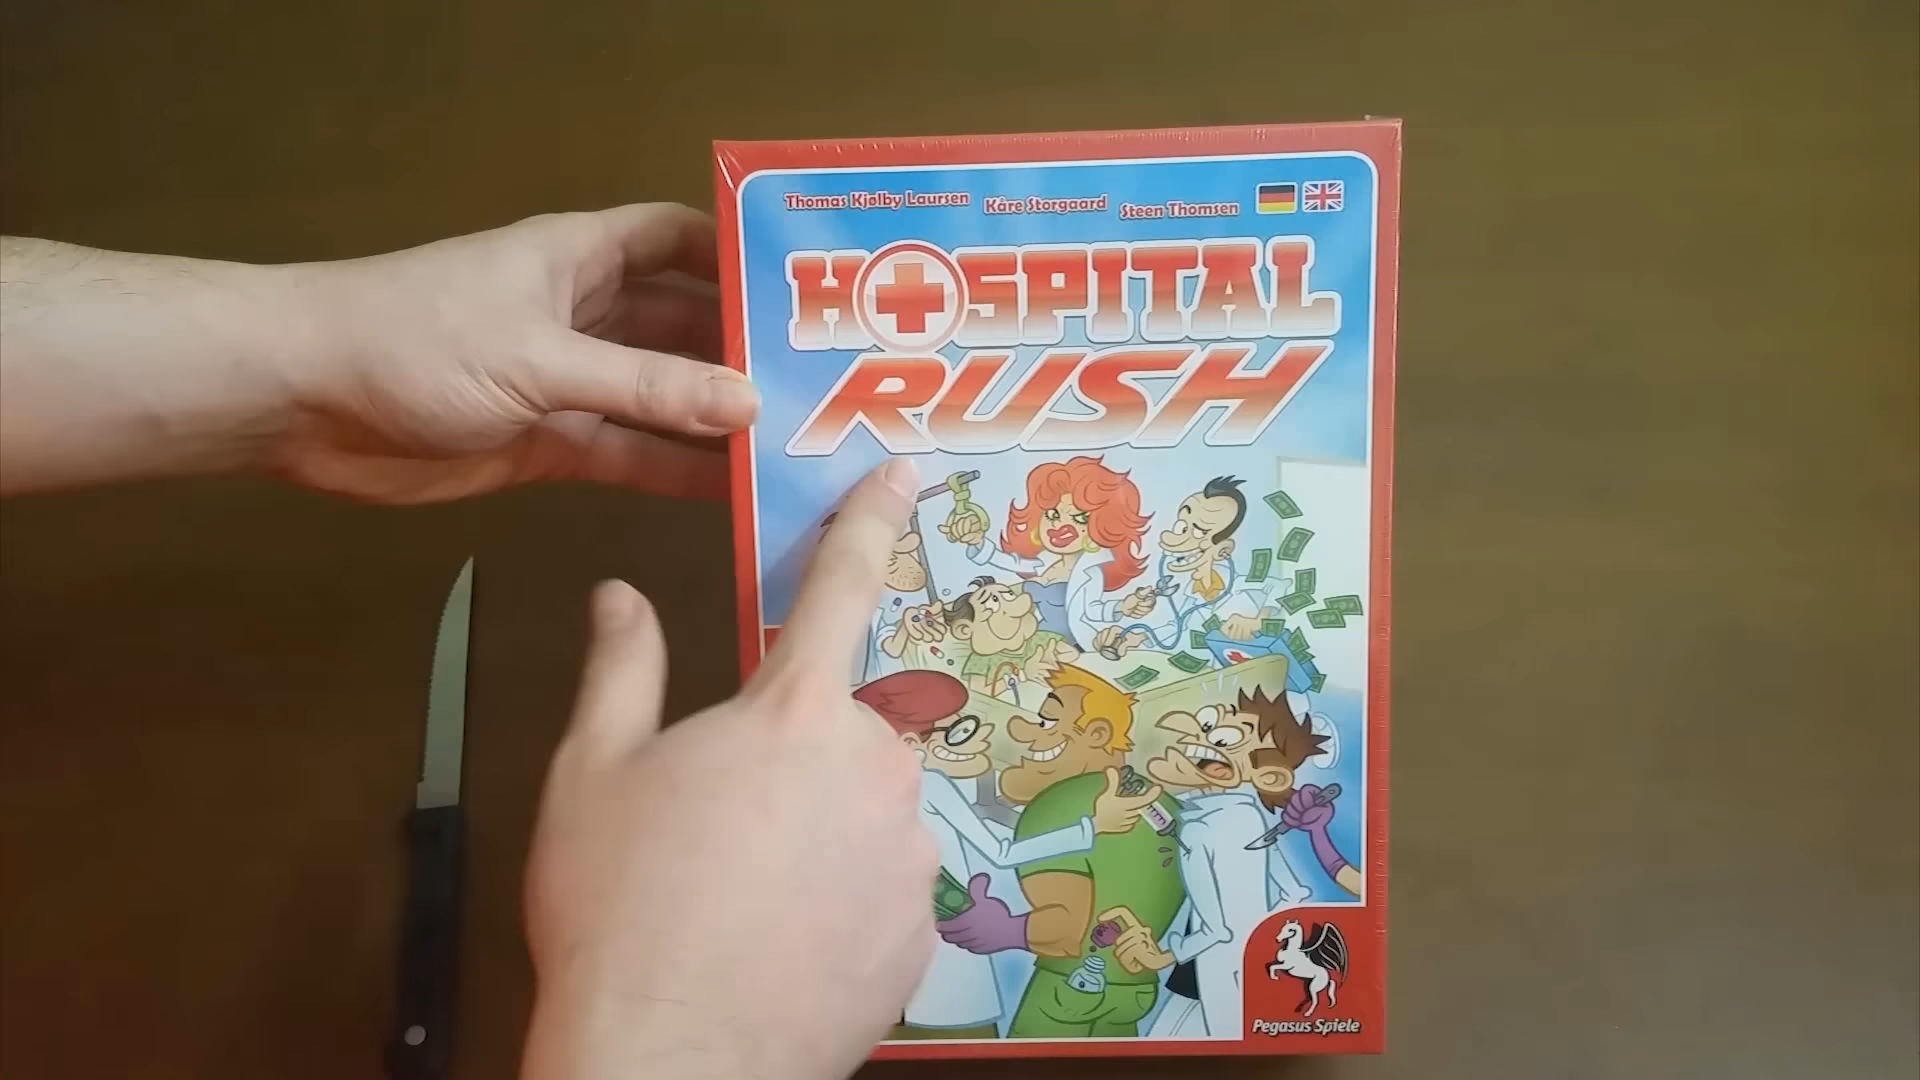 Thomas Kjølby Laursen Kåre Storgaard Steen Thomsen
HOSPITAL
RUSH
Pegasus Spiele